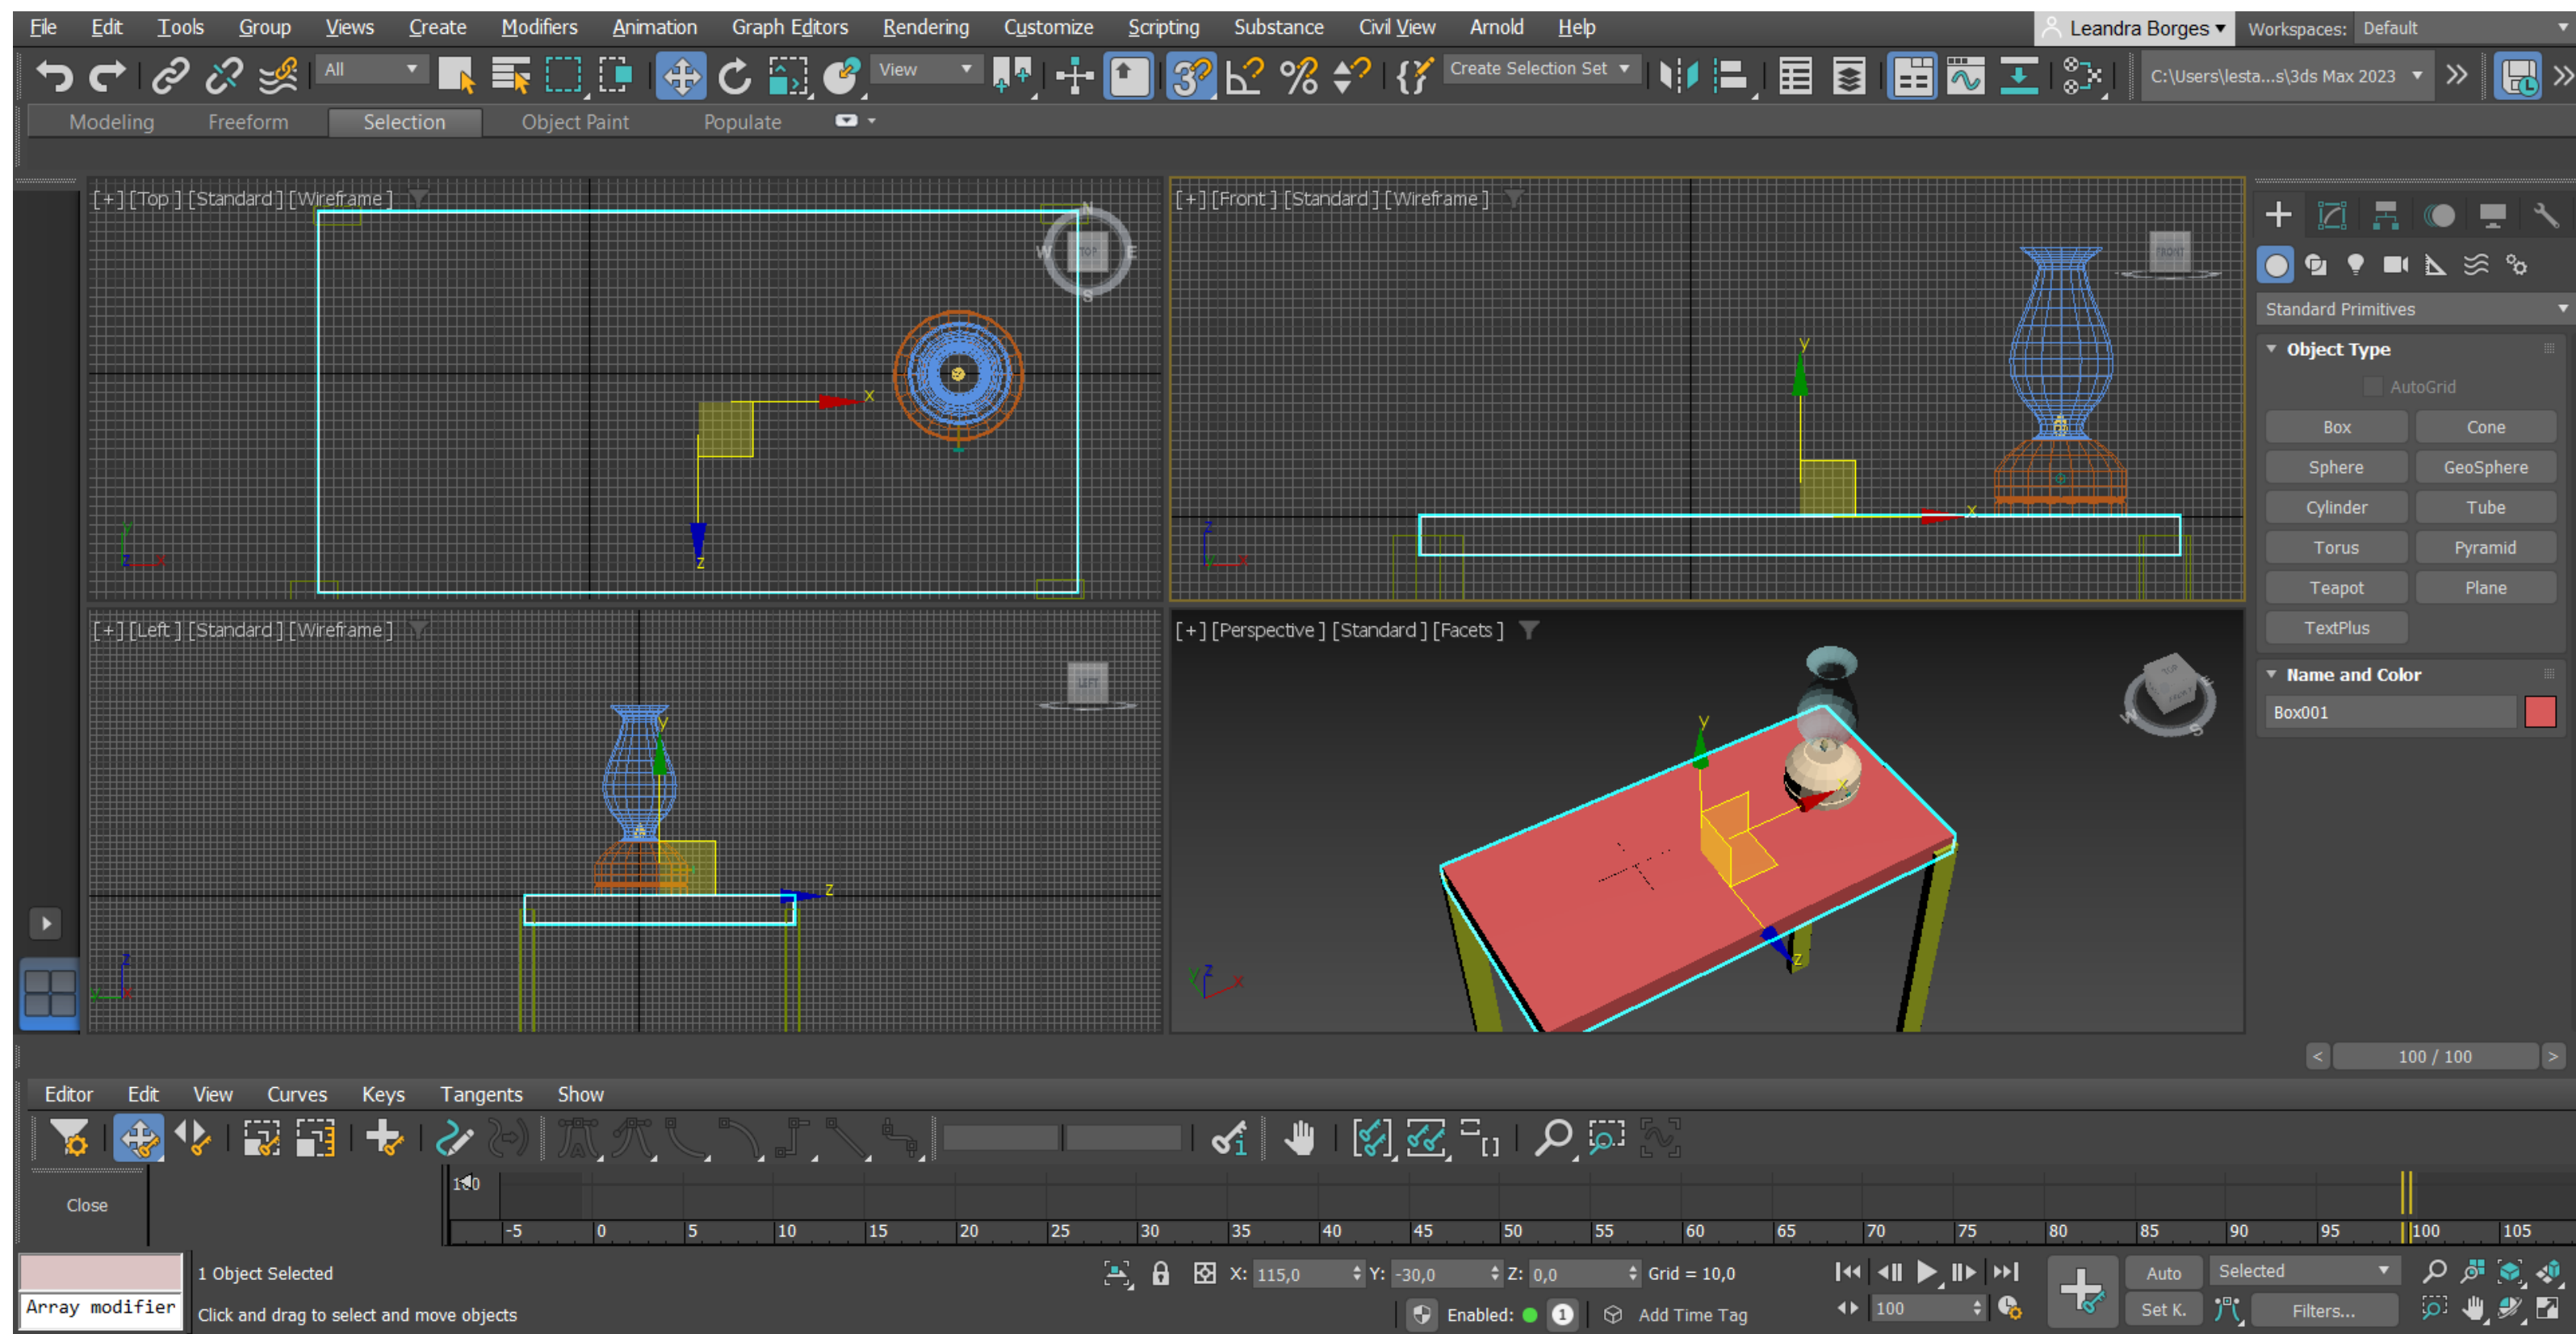 File Edit Tools Group Views Create Modifiers Animation Graph Editors Rendering Customize Scripting Substance Civil View Arnold Help Leandra Borges Workspaces: Default
All View Create Selection Set C:\Users\lesta...s\3ds Max 2023
Modeling Freeform Selection Object Paint Populate
[+] [Top ] [Standard ] [Wireframe ]
N
W TOP E
S
x
z
y
z x
[+] [Front ] [Standard ] [Wireframe ]
FRONT
y
x
z
y x
[+] [Left ] [Standard ] [Wireframe ]
LEFT
y
z
z
y x
[+] [Perspective ] [Standard ] [Facets ]
TOP
FRONT
E
W
S
y
x
z
y z x
Standard Primitives
Object Type
AutoGrid
Box Cone
Sphere GeoSphere
Cylinder Tube
Torus Pyramid
Teapot Plane
TextPlus
Name and Color
Box001
< 100 / 100 >
Editor Edit View Curves Keys Tangents Show
Close
-5 0 5 10 15 20 25 30 35 40 45 50 55 60 65 70 75 80 85 90 95 100 105
1 Object Selected X: 115,0 Y: -30,0 Z: 0,0 Grid = 10,0 Auto Selected
Array modifier Click and drag to select and move objects Enabled: 1 Add Time Tag 100 Set K. Filters...